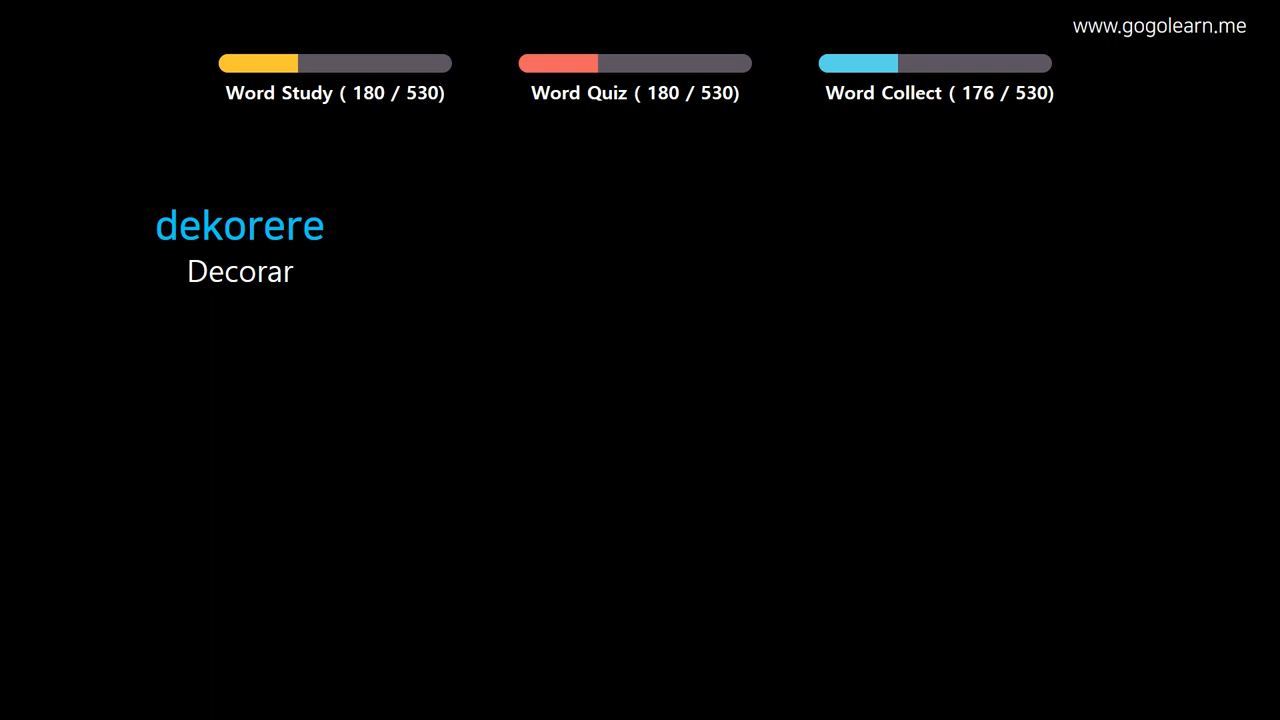 www.gogolearn.me
Word Study ( 180 / 530)
Word Quiz ( 180 / 530)
Word Collect ( 176 / 530)
dekorere
Decorar